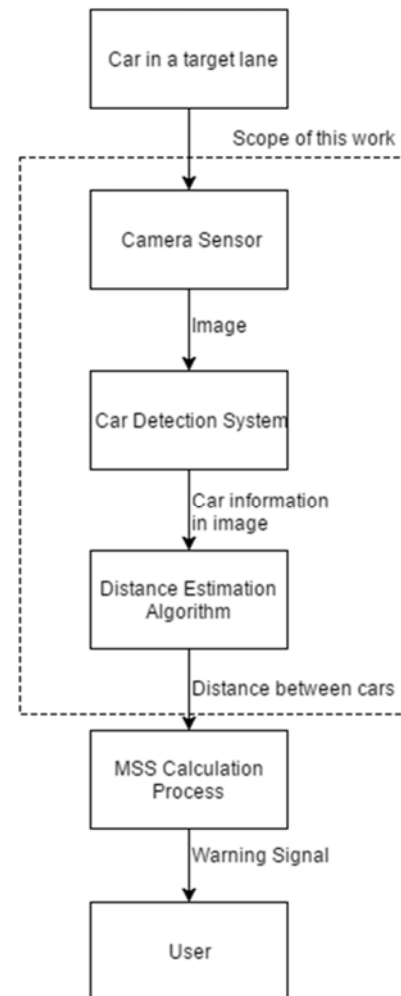 Car in a target lane
Scope of this work
Camera Sensor
Image
Car Detection System
Car information
in image
Distance Estimation
Algorithm
Distance between cars
MSS Calculation
Process
Warning Signal
User